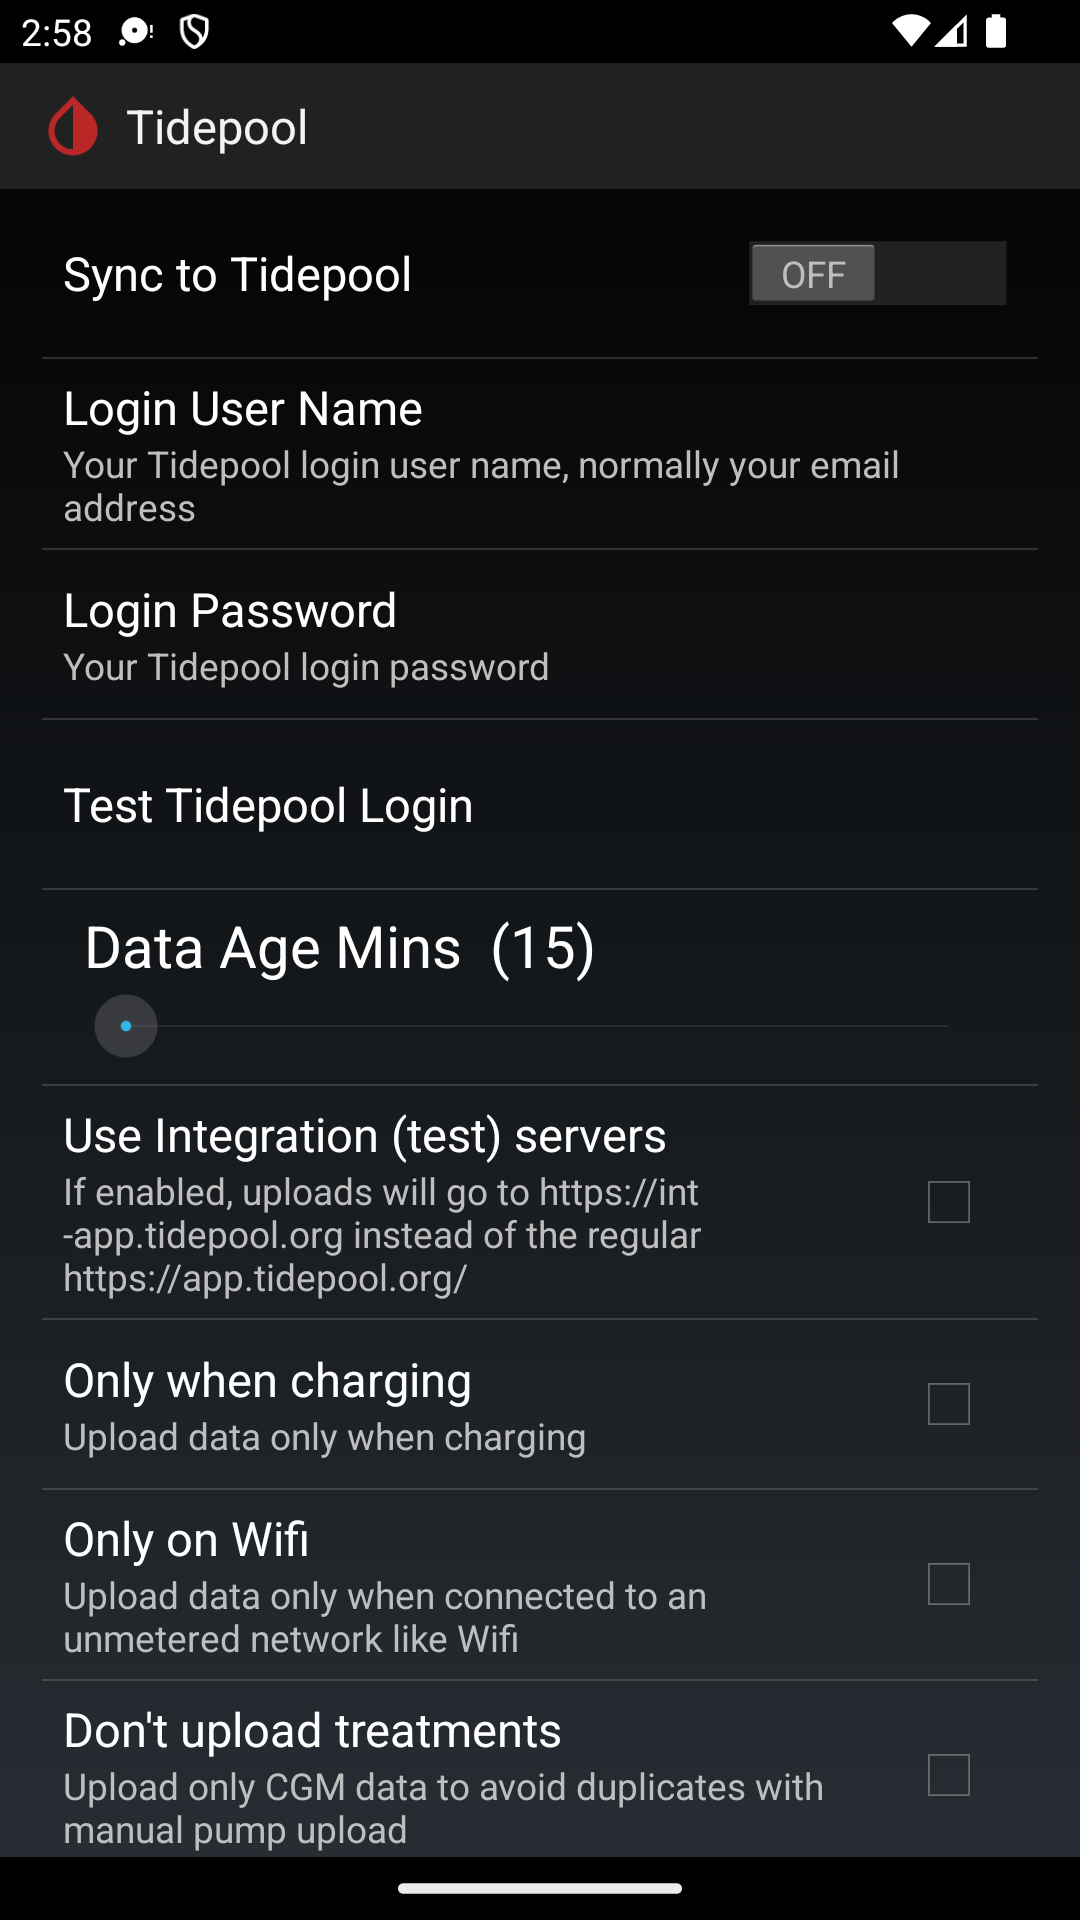 2:58
Tidepool
Sync to Tidepool
OFF
Login User Name
Your Tidepool login user name, normally your email
address
Login Password
Your Tidepool login password
Test Tidepool Login
Data Age Mins  (15)
Use Integration (test) servers
If enabled, uploads will go to https://int
-app.tidepool.org instead of the regular
https://app.tidepool.org/
Only when charging
Upload data only when charging
Only on Wifi
Upload data only when connected to an
unmetered network like Wifi
Don't upload treatments
Upload only CGM data to avoid duplicates with
manual pump upload